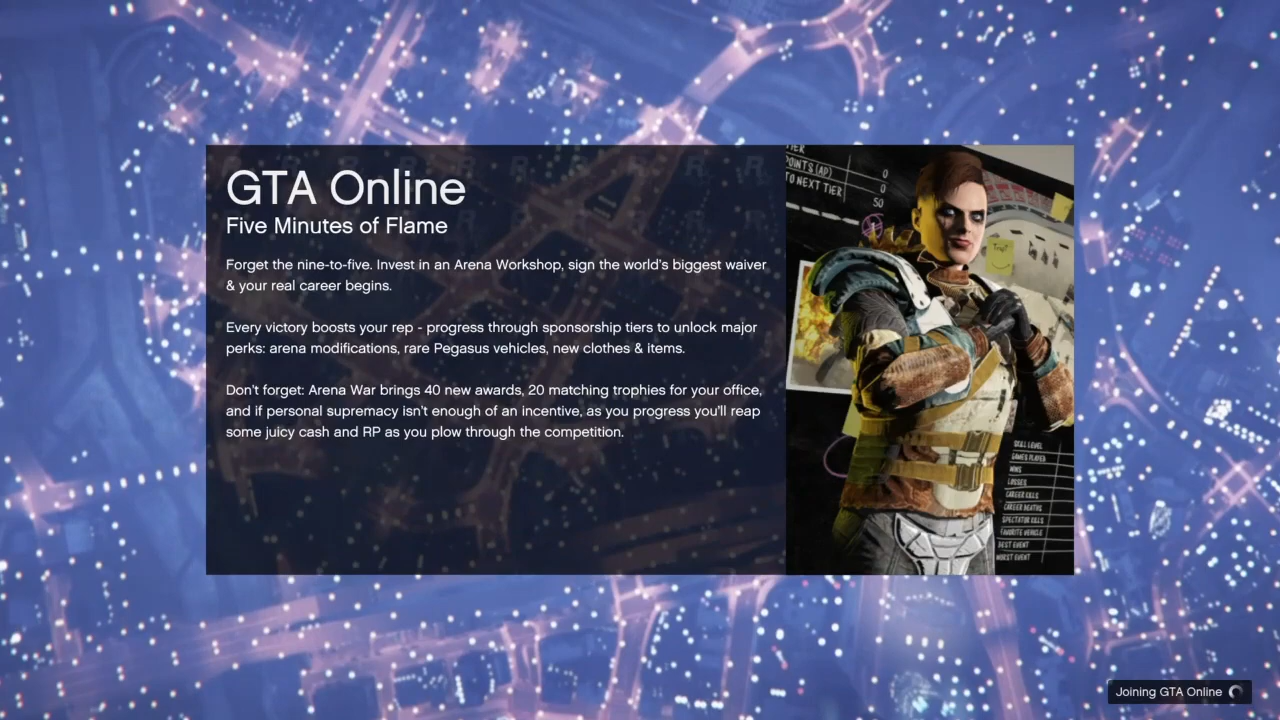 GTA Online
Five Minutes of Flame
Forget the nine-to-five. Invest in an Arena Workshop, sign the world's biggest waiver
& your real career begins.
Every victory boosts your rep - progress through sponsorship tiers to unlock major
perks: arena modifications, rare Pegasus vehicles, new clothes & items.
Don't forget: Arena War brings 40 new awards, 20 matching trophies for your office,
and if personal supremacy isn't enough of an incentive, as you progress you'll reap
some juicy cash and RP as you plow through the competition.
TIER
POINTS (AP) 0
TO NEXT TIER 0
50
SKILL LEVEL
GAMES PLAYED
WINS
LOSSES
CAREER KILLS
CAREER DEATHS
SPECTATOR KILLS
FAVORITE VEHICLE
BEST EVENT
WORST EVENT
Joining GTA Online